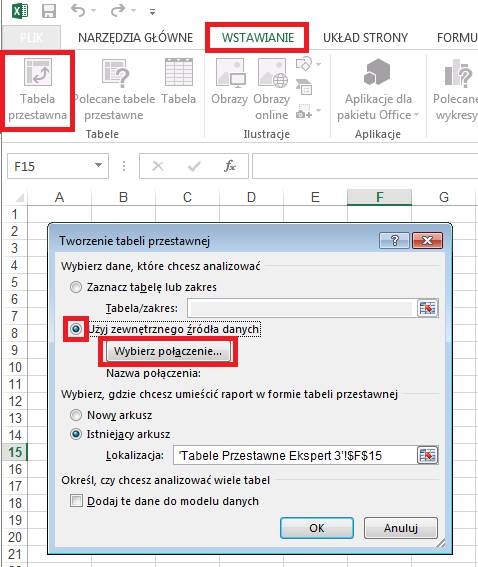 PLIK NARZĘDZIA GŁÓWNE WSTAWIANIE UKŁAD STRONY FORMU
Tabela przestawna
Polecane tabele przestawne
Tabela
Obrazy
Obrazy online
Aplikacje dla pakietu Office
Polecane wykresy
Tabele Ilustracje Aplikacje
F15 fx
A B C D E F G
1
2
Tworzenie tabeli przestawnej
3
4 Wybierz dane, które chcesz analizować
5 Zaznacz tabelę lub zakres
6
7 Tabela/zakres:
8 Użyj zewnętrznego źródła danych
9 Wybierz połączenie...
10 Nazwa połączenia:
11
12 Wybierz, gdzie chcesz umieścić raport w formie tabeli przestawnej
13 Nowy arkusz
14 Istniejący arkusz
15 Lokalizacja: 'Tabele Przestawne Ekspert 3'!$F$15
16
17 Określ, czy chcesz analizować wiele tabel
18 Dodaj te dane do modelu danych
19
20 OK Anuluj
21